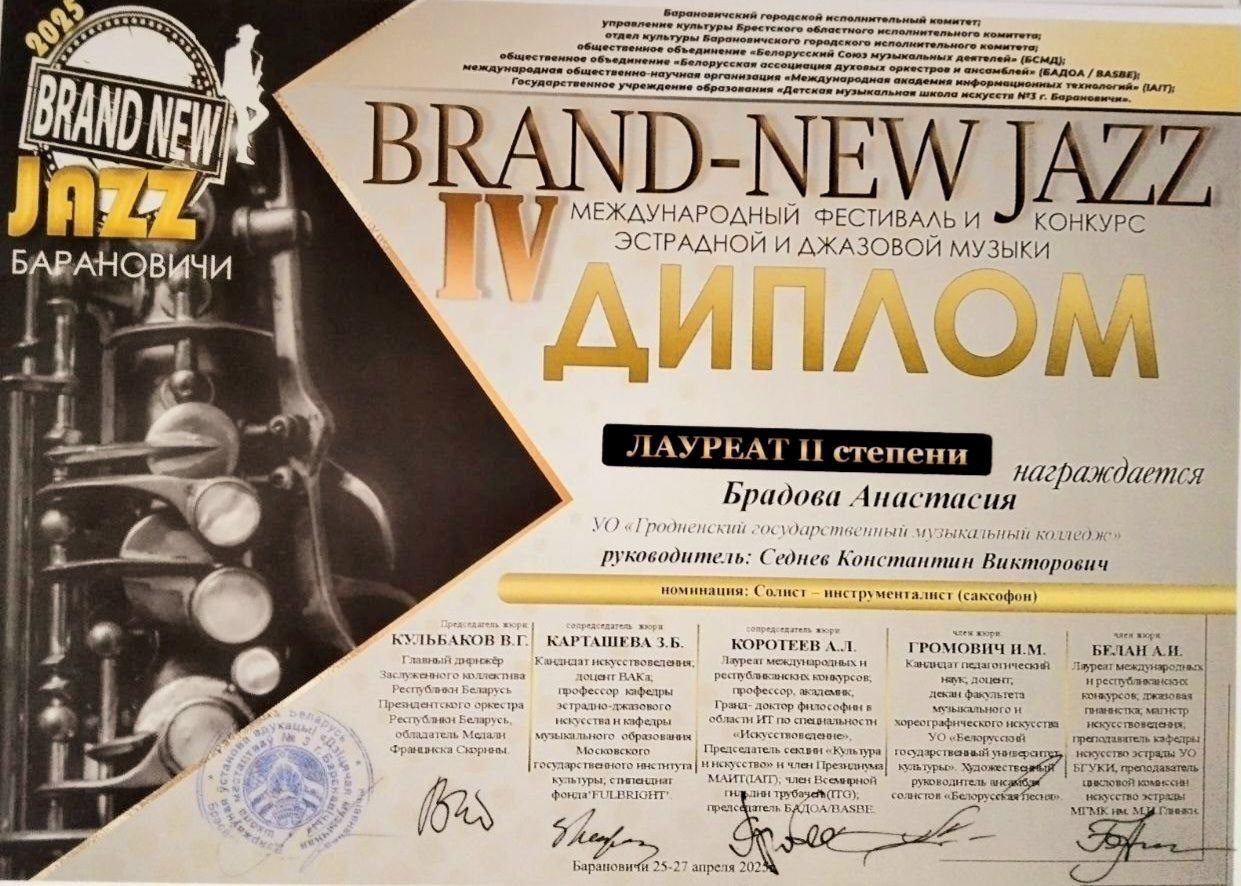 2025
BRAND NEW
JAZZ
БАРАНОВИЧИ
Барановичский городской исполнительный комитет;
управление культуры Брестского областного исполнительного комитета;
отдел культуры Барановичского городского исполнительного комитета;
общественное объединение «Белорусский Союз музыкальных деятелей» (БСМД);
общественное объединение «Белорусская ассоциация духовых оркестров и ансамблей» (БАДОА / BASBE);
международная общественно-научная организация «Международная академия информационных технологий» (IAIT);
Государственное учреждение образования «Детская музыкальная школа искусств №3 г. Барановичи».
BRAND-NEW JAZZ
IV МЕЖДУНАРОДНЫЙ ФЕСТИВАЛЬ И КОНКУРС
ЭСТРАДНОЙ И ДЖАЗОВОЙ МУЗЫКИ
ДИПЛОМ
ЛАУРЕАТ II степени
награждается
Брадова Анастасия
УО «Гродненский государственный музыкальный колледж»
руководитель: Седнев Константин Викторович
номинация: Солист – инструменталист (саксофон)
Председатель жюри
КУЛЬБАКОВ В.Г.
Главный дирижёр
Заслуженного коллектива
Республики Беларусь
Президентского оркестра
Республики Беларусь,
обладатель Медали
Франциска Скорины.
сопредседатель жюри
КАРТАШЕВА З.Б.
Кандидат искусствоведения;
доцент ВАКа;
профессор кафедры
эстрадно-джазового
искусства и кафедры
музыкального образования
Московского
государственного института
культуры; стипендиат
фонда'FULBRIGHT'.
сопредседатель жюри
КОРОТЕЕВ А.Л.
Лауреат международных и
республиканских конкурсов;
профессор, академик,
Гранд- доктор философии в
области ИТ по специальности
«Искусствоведение»,
Председатель секции «Культура
и искусство» и член Президиума
МАИТ(IAIT); член Всемирной
гильдии трубачей(ITG);
председатель БАДОА/BASBE.
член жюри
ГРОМОВИЧ И.М.
Кандидат педагогический
наук; доцент;
декан факультета
музыкального и
хореографического искусства
УО «Белорусский
государственный университет
культуры». Художественный
руководитель ансамбля
солистов «Белорусская песня».
член жюри
БЕЛАН А.И.
Лауреат международных
и республиканских
конкурсов; джазовая
пианистка; магистр
искусствоведения;
преподаватель кафедры
искусство эстрады УО
БГУКИ, преподаватель
цикловой комиссии
искусство эстрады
МГМК им. М.И.Глинки.
Барановичи 25-27 апреля 2025г.